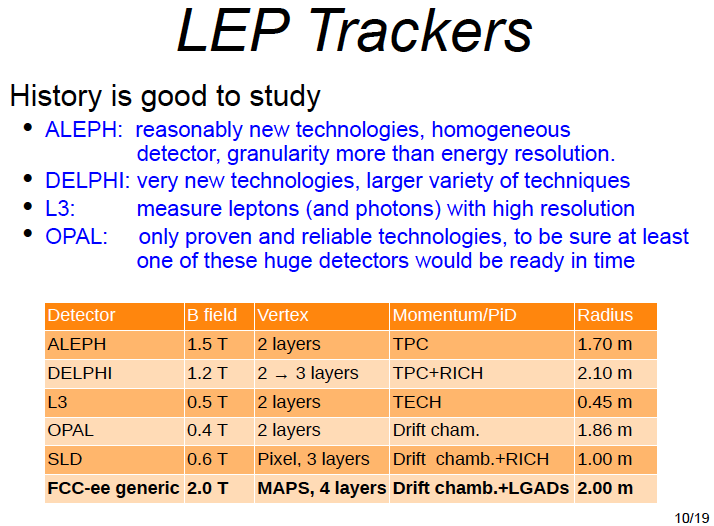 LEP Trackers
History is good to study
• ALEPH: reasonably new technologies, homogeneous
detector, granularity more than energy resolution.
• DELPHI: very new technologies, larger variety of techniques
• L3: measure leptons (and photons) with high resolution
• OPAL: only proven and reliable technologies, to be sure at least
one of these huge detectors would be ready in time
Detector B field Vertex Momentum/PiD Radius
ALEPH 1.5 T 2 layers TPC 1.70 m
DELPHI 1.2 T 2 → 3 layers TPC+RICH 2.10 m
L3 0.5 T 2 layers TECH 0.45 m
OPAL 0.4 T 2 layers Drift cham. 1.86 m
SLD 0.6 T Pixel, 3 layers Drift chamb.+RICH 1.00 m
FCC-ee generic 2.0 T MAPS, 4 layers Drift chamb.+LGADs 2.00 m
10/19